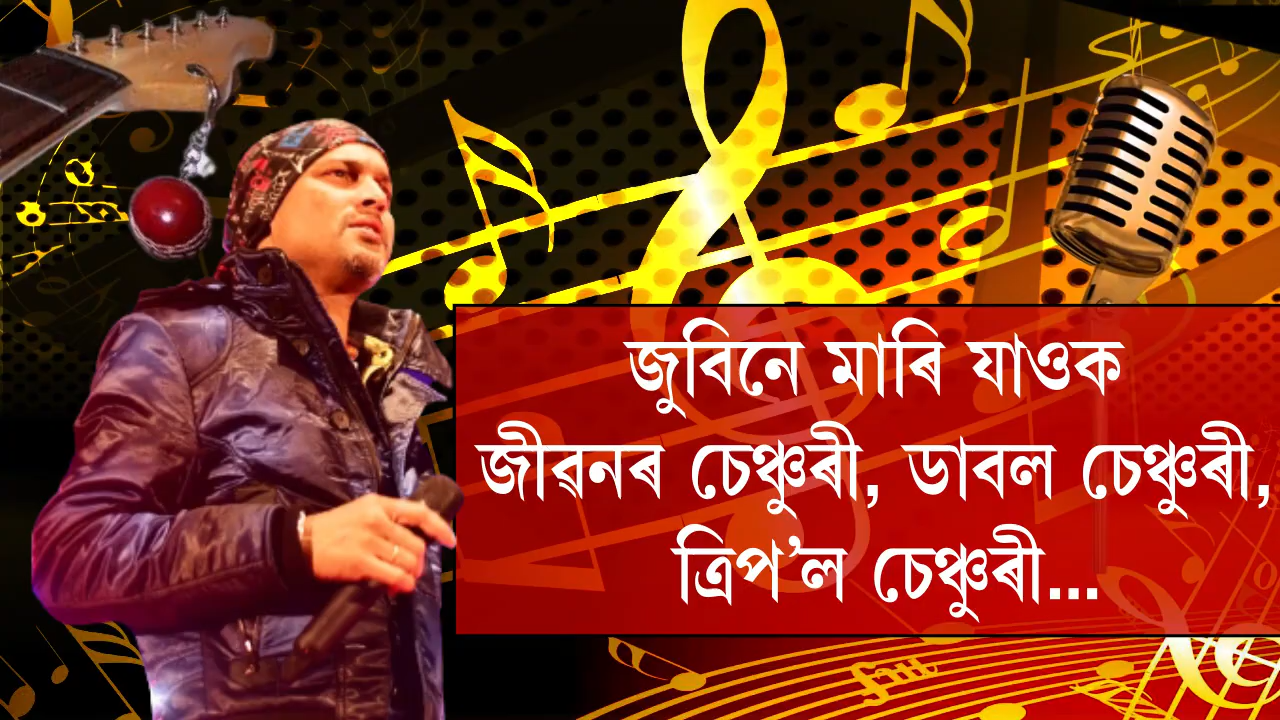 জুবিনে মাৰি যাওক
জীৱনৰ চেঞ্চুৰী, ডাবল চেঞ্চুৰী,
ত্ৰিপ'ল চেঞ্চুৰী...